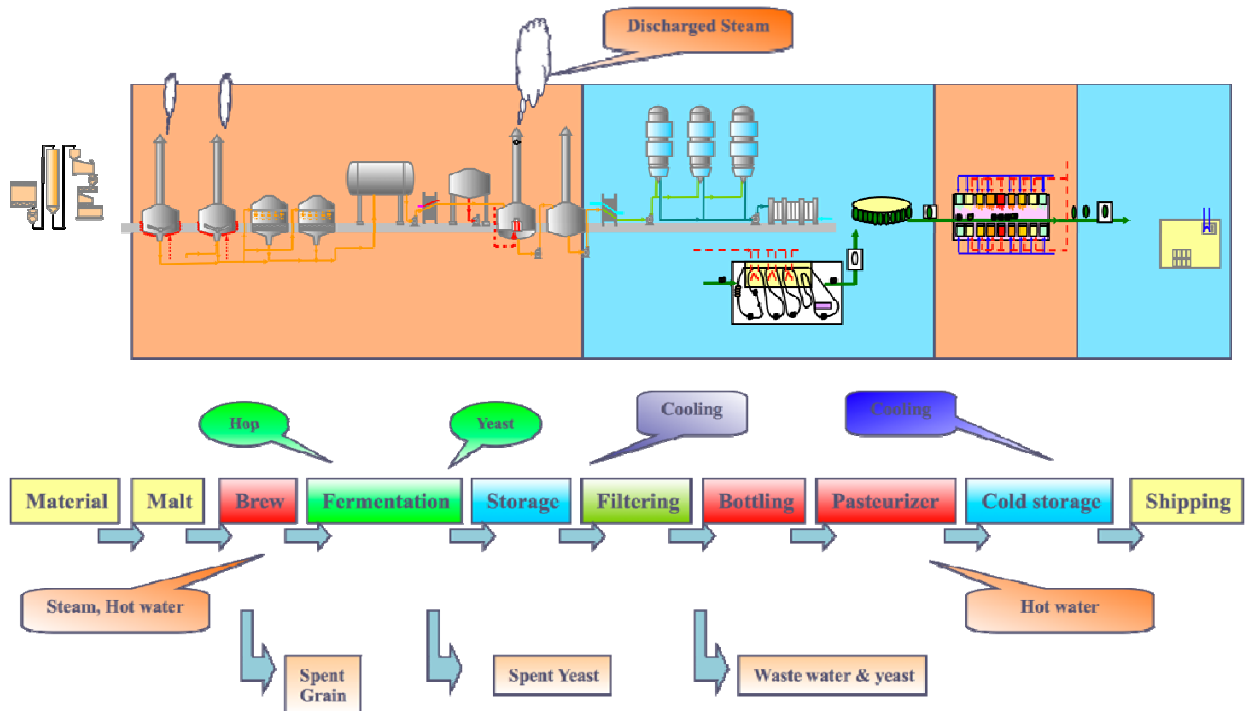 Discharged Steam
Hop
Yeast
Cooling
Cooling
Material
Malt
Brew
Fermentation
Storage
Filtering
Bottling
Pasteurizer
Cold storage
Shipping
Steam, Hot water
Hot water
Spent
Grain
Spent Yeast
Waste water & yeast